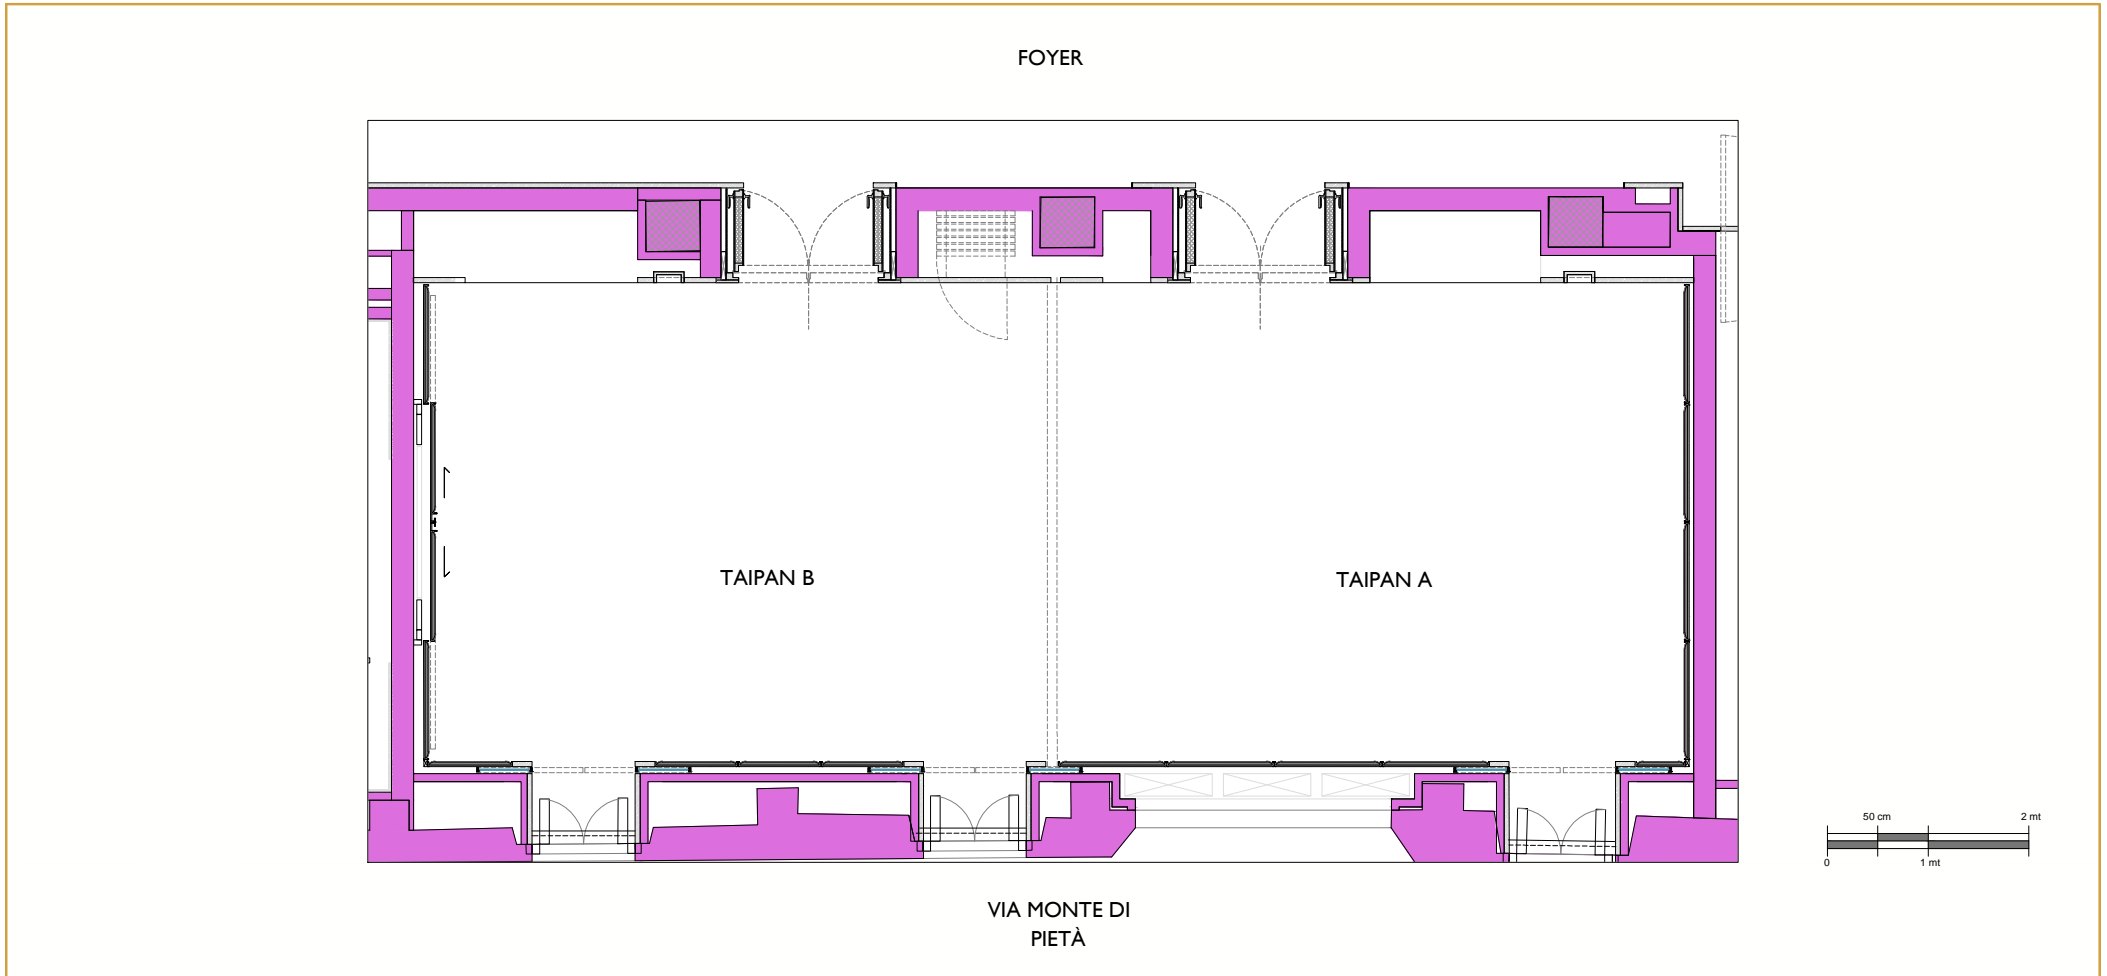 FOYER
TAIPAN B
TAIPAN A
50 cm
2 mt
0
1 mt
VIA MONTE DI
PIETÀ